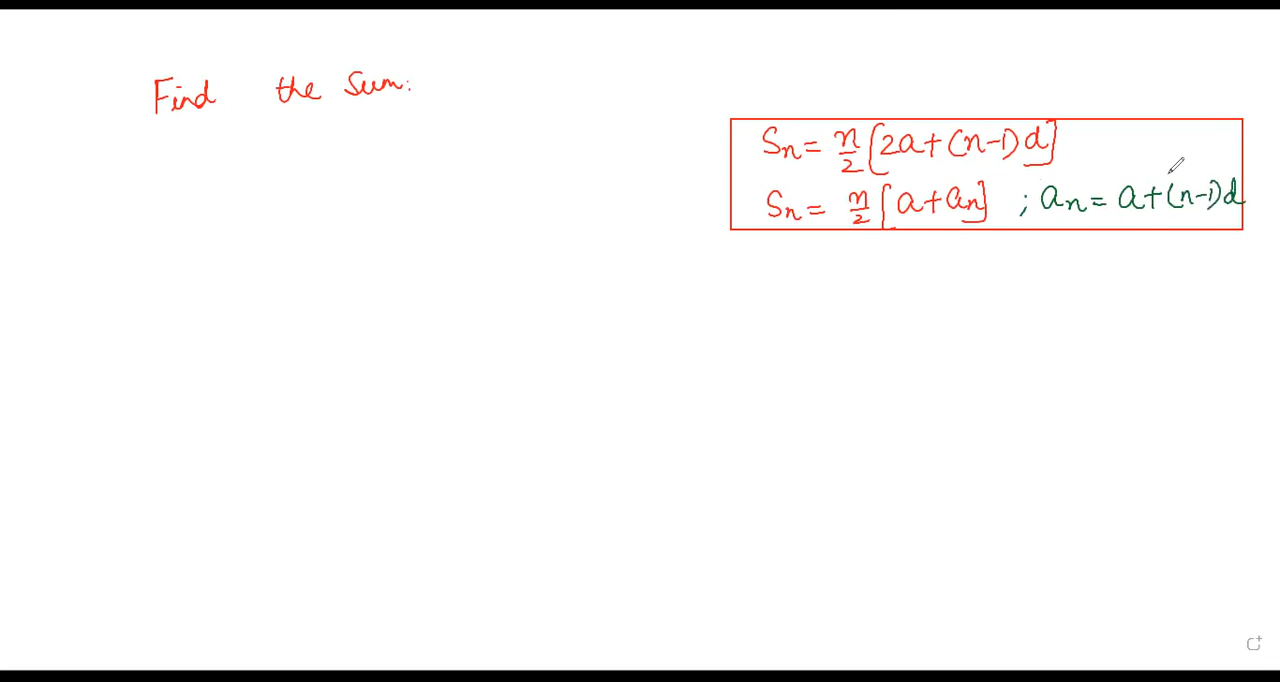 Find the Sum:
Sn = n/2 [2a + (n-1)d]
Sn = n/2 [a + an] ; an = a + (n-1)d